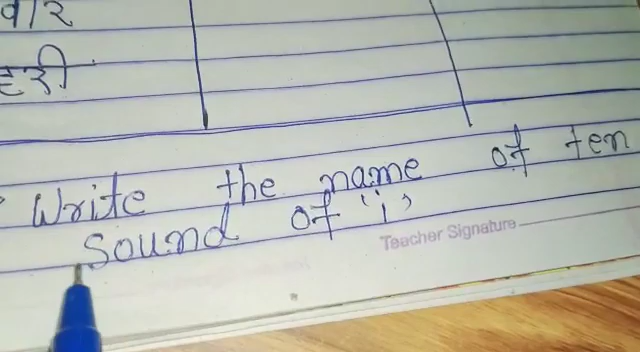 Write the name of ten
sound of 'i'
Teacher Signature